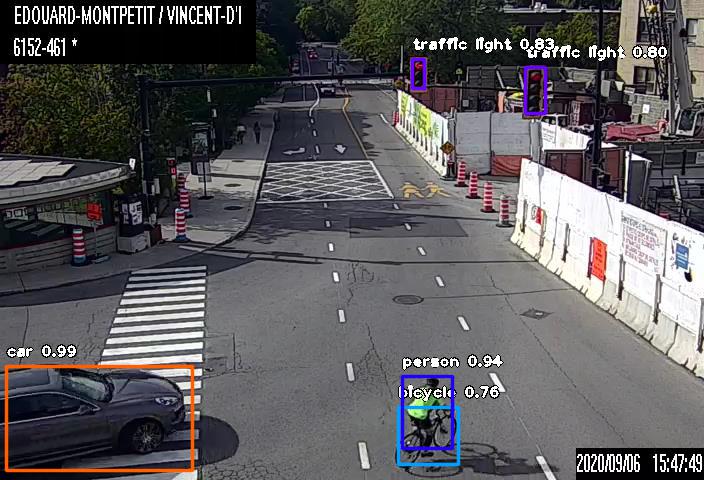 EDOUARD-MONTPETIT / VINCENT-D'I
6152-461 *
traffic light 0.83
traffic light 0.80
car 0.99
person 0.94
bicycle 0.76
2020/09/06 15:47:49